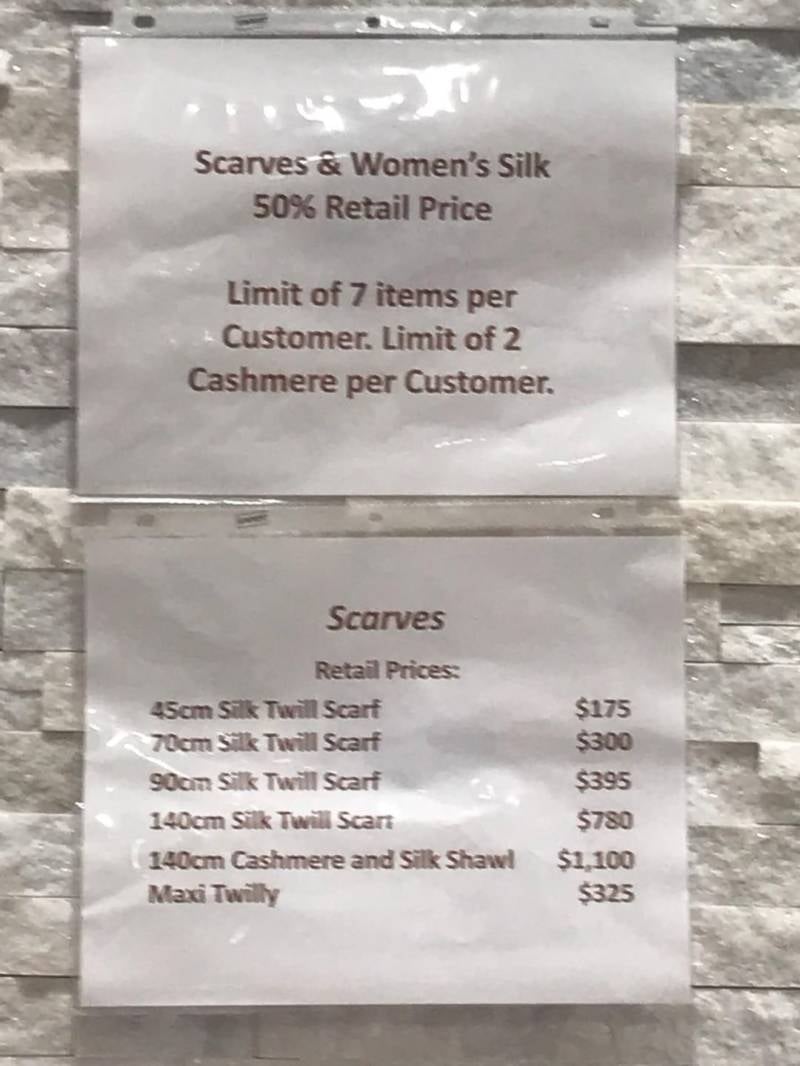 Scarves & Women's Silk
50% Retail Price
Limit of 7 items per
Customer. Limit of 2
Cashmere per Customer.
Scarves
Retail Prices:
45cm Silk Twill Scarf $175
70cm Silk Twill Scarf $300
90cm Silk Twill Scarf $395
140cm Silk Twill Scarf $780
140cm Cashmere and Silk Shawl $1,100
Maxi Twilly $325